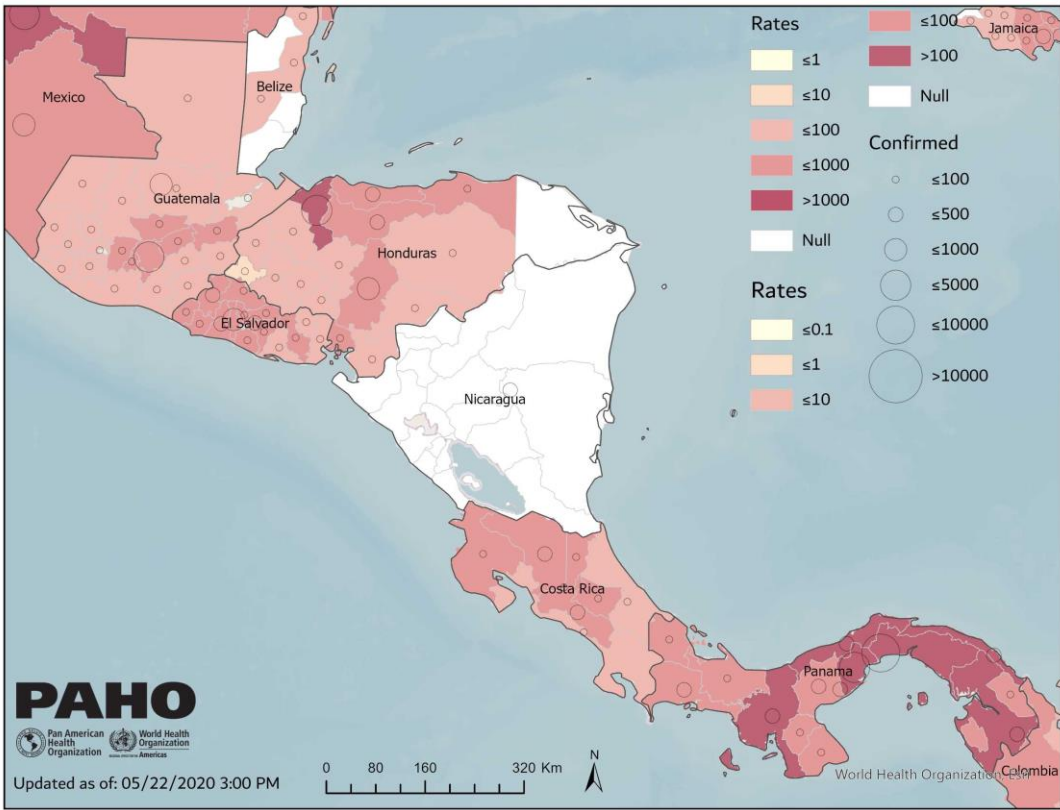 Rates
≤1
≤10
≤100
≤1000
>1000
Null
Rates
≤0.1
≤1
≤10
≤100
>100
Null
Confirmed
≤100
≤500
≤1000
≤5000
≤10000
>10000
Jamaica
Mexico
Belize
Guatemala
Honduras
El Salvador
Nicaragua
Costa Rica
Panama
Colombia
PAHO
Pan American
Health
Organization
World Health
Organization
Americas
Updated as of: 05/22/2020 3:00 PM
0 80 160 320 Km
N
World Health Organization, Esri